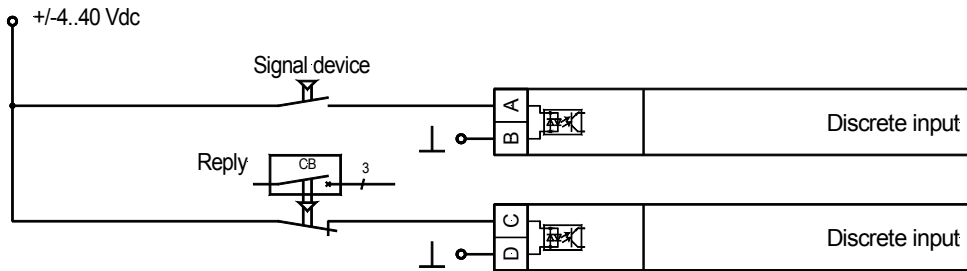 +/-4..40 Vdc
Signal device
A
B
Discrete input
Reply
CB
3
C
D
Discrete input